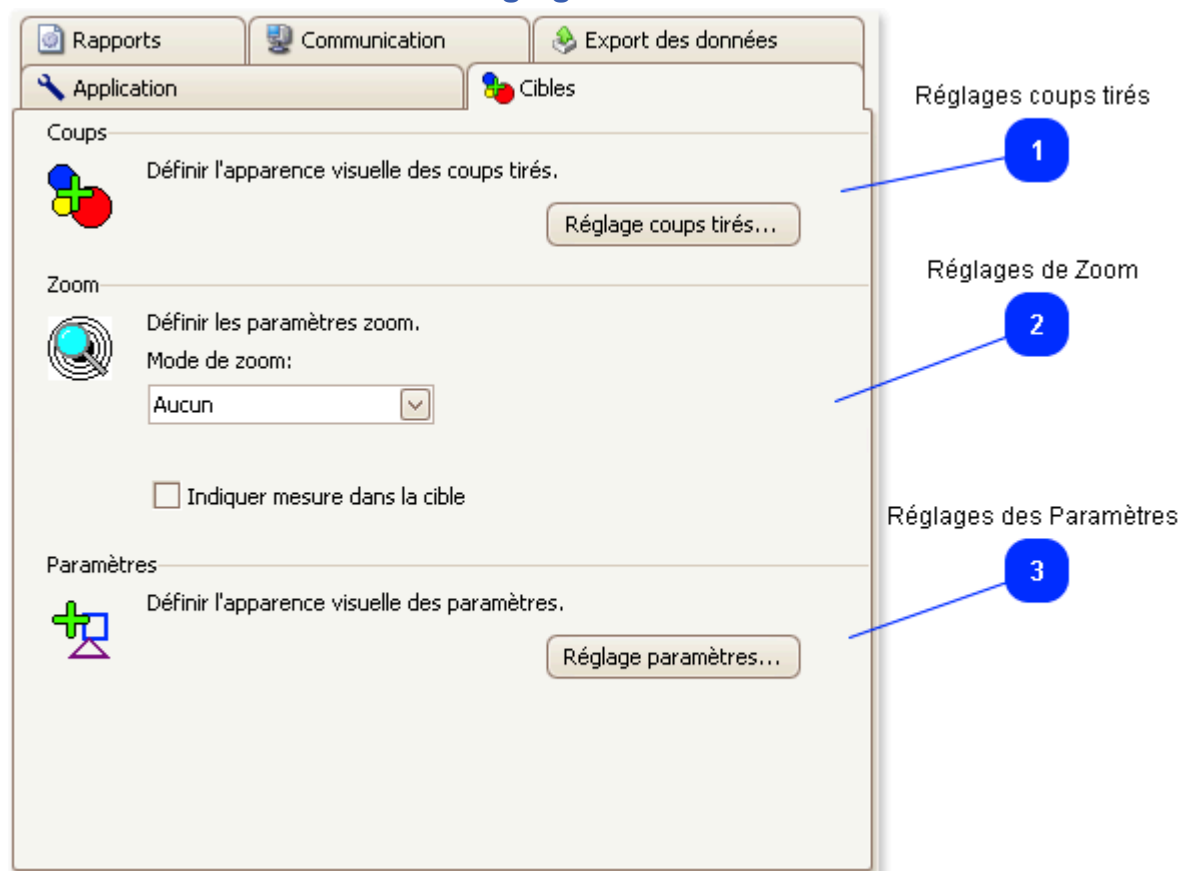 Rapports
Communication
Export des données
Application
Cibles
Réglages coups tirés
1
Coups
Définir l'apparence visuelle des coups tirés.
Réglage coups tirés...
Réglages de Zoom
2
Zoom
Définir les paramètres zoom.
Mode de zoom:
Aucun
Indiquer mesure dans la cible
Réglages des Paramètres
3
Paramètres
Définir l'apparence visuelle des paramètres.
Réglage paramètres...